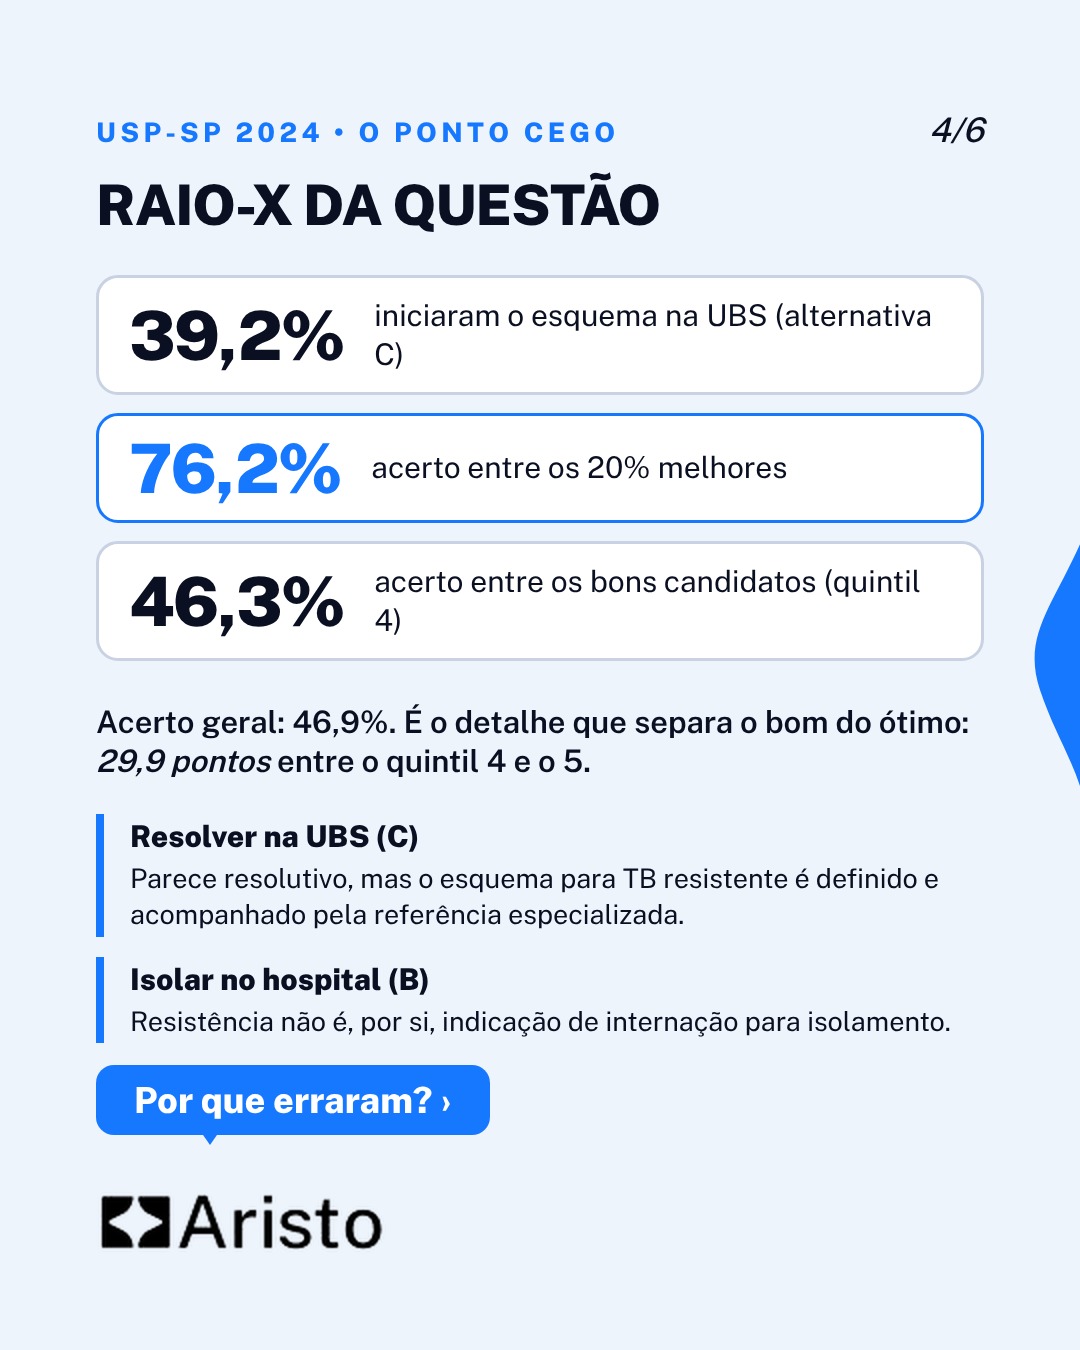 USP-SP 2024 • O PONTO CEGO
4/6
RAIO-X DA QUESTÃO
39,2%
iniciaram o esquema na UBS (alternativa
C)
76,2%
acerto entre os 20% melhores
46,3%
acerto entre os bons candidatos (quintil
4)
Acerto geral: 46,9%. É o detalhe que separa o bom do ótimo:
29,9 pontos entre o quintil 4 e o 5.
Resolver na UBS (C)
Parece resolutivo, mas o esquema para TB resistente é definido e
acompanhado pela referência especializada.
Isolar no hospital (B)
Resistência não é, por si, indicação de internação para isolamento.
Por que erraram? ›
Aristo